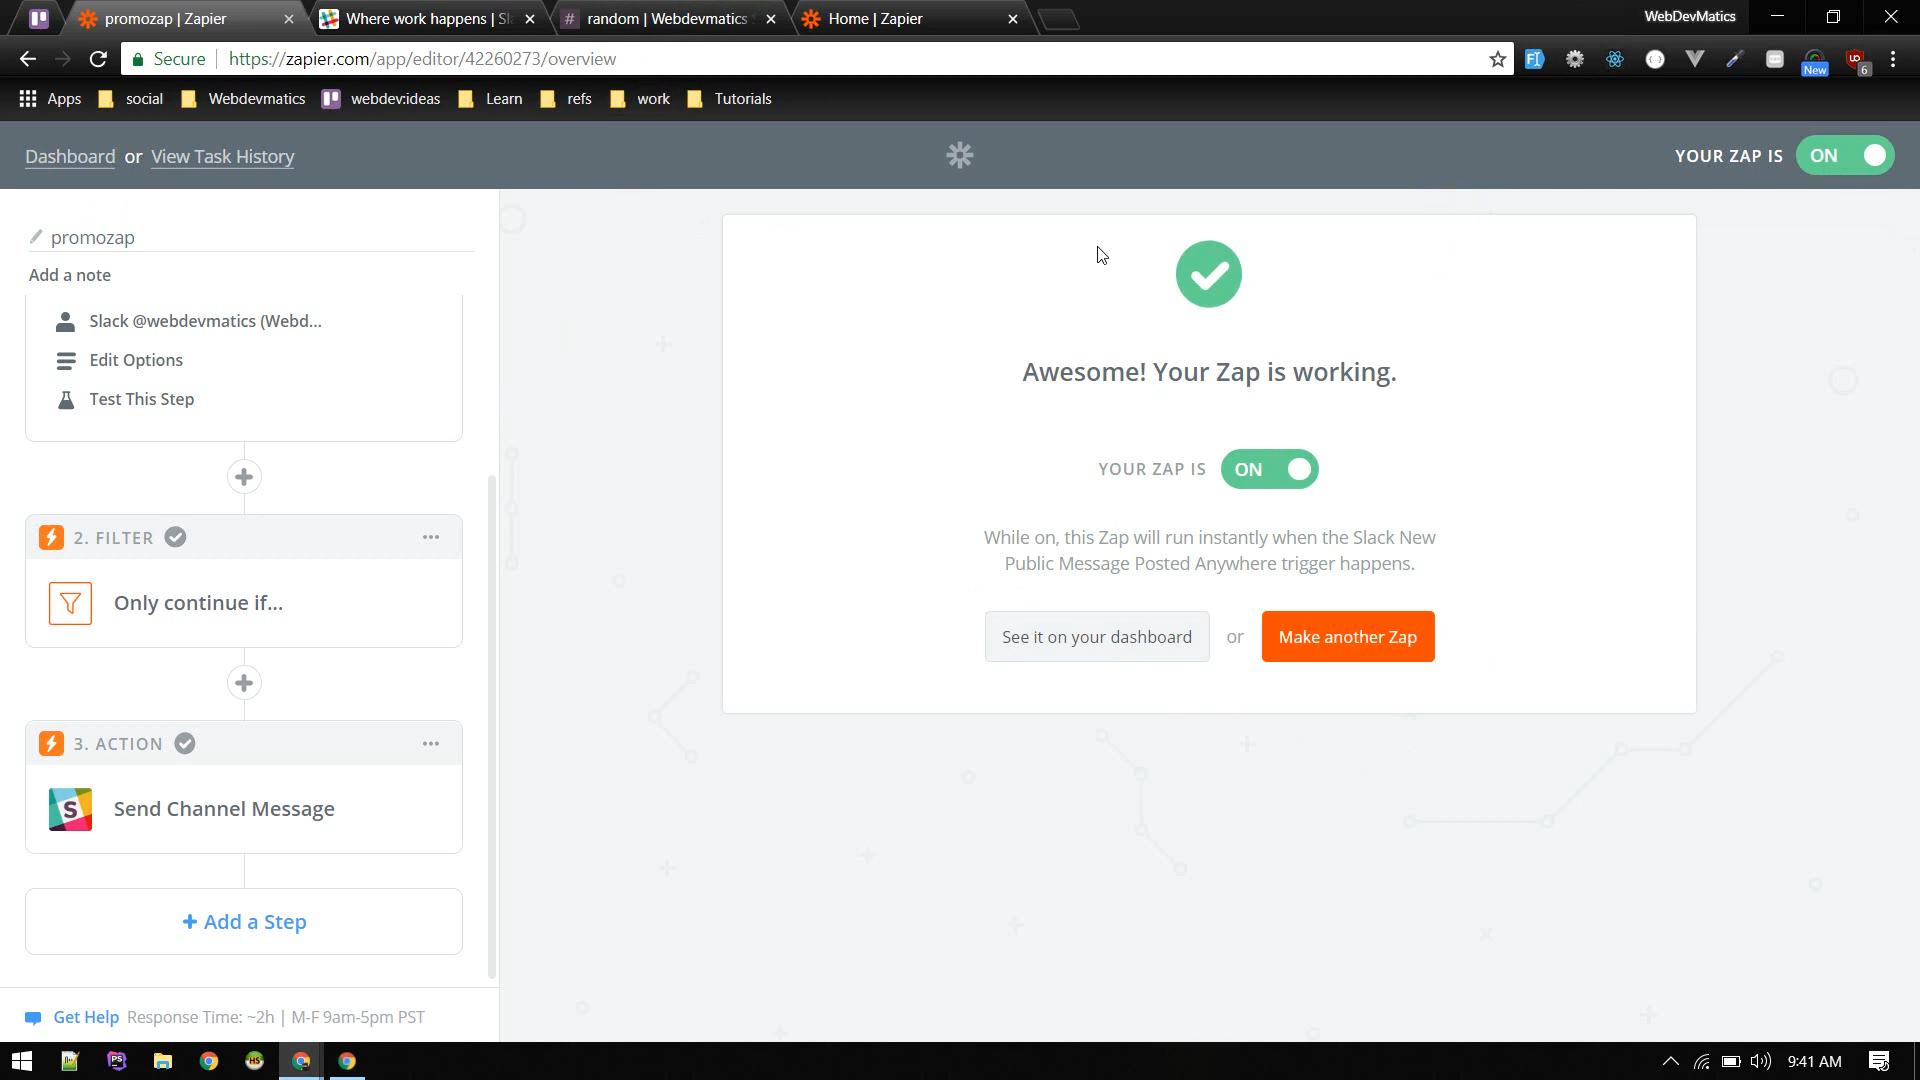 promozap | Zapier
Where work happens | Sl
# random | Webdevmatics
Home | Zapier
WebDevMatics
Secure
https://zapier.com/app/editor/42260273/overview
New
6
Apps
social
Webdevmatics
webdev:ideas
Learn
refs
work
Tutorials
Dashboard or View Task History
YOUR ZAP IS ON
promozap
Add a note
Slack @webdevmatics (Webd...
Edit Options
Test This Step
2. FILTER
Only continue if...
3. ACTION
S
Send Channel Message
+ Add a Step
Get Help Response Time: ~2h | M-F 9am-5pm PST
Awesome! Your Zap is working.
YOUR ZAP IS ON
While on, this Zap will run instantly when the Slack New
Public Message Posted Anywhere trigger happens.
See it on your dashboard or Make another Zap
9:41 AM